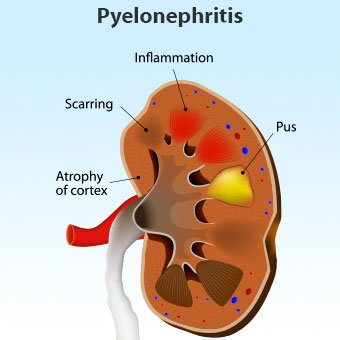 Pyelonephritis
Inflammation
Scarring
Pus
Atrophy
of cortex